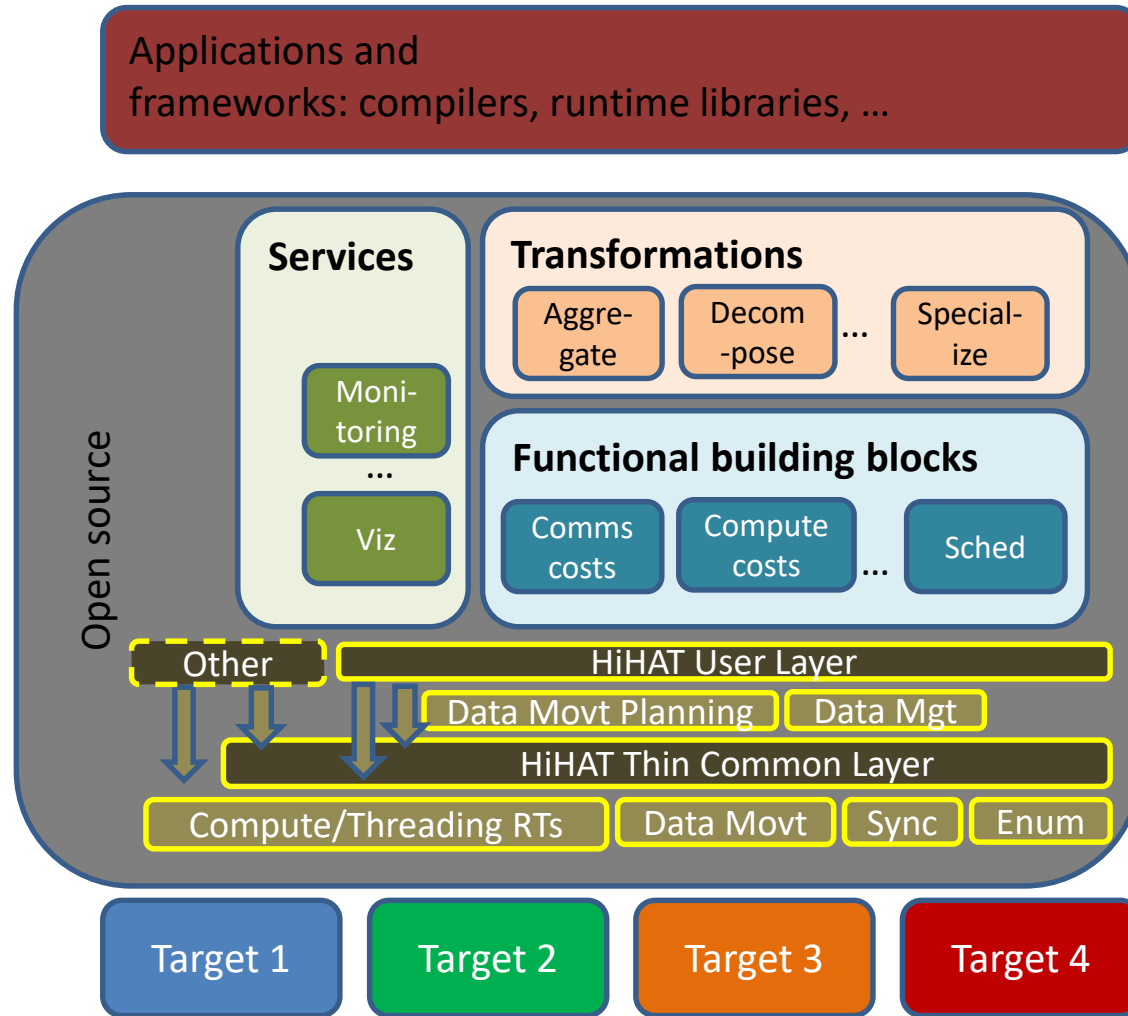 Applications and
frameworks: compilers, runtime libraries, …
Open source
Services
Moni-
toring
...
Viz
Transformations
Aggre-
gate
Decom
-pose
...
Special-
ize
Functional building blocks
Comms
costs
Compute
costs
...
Sched
Other
HiHAT User Layer
Data Movt Planning
Data Mgt
HiHAT Thin Common Layer
Compute/Threading RTs
Data Movt
Sync
Enum
Target 1
Target 2
Target 3
Target 4